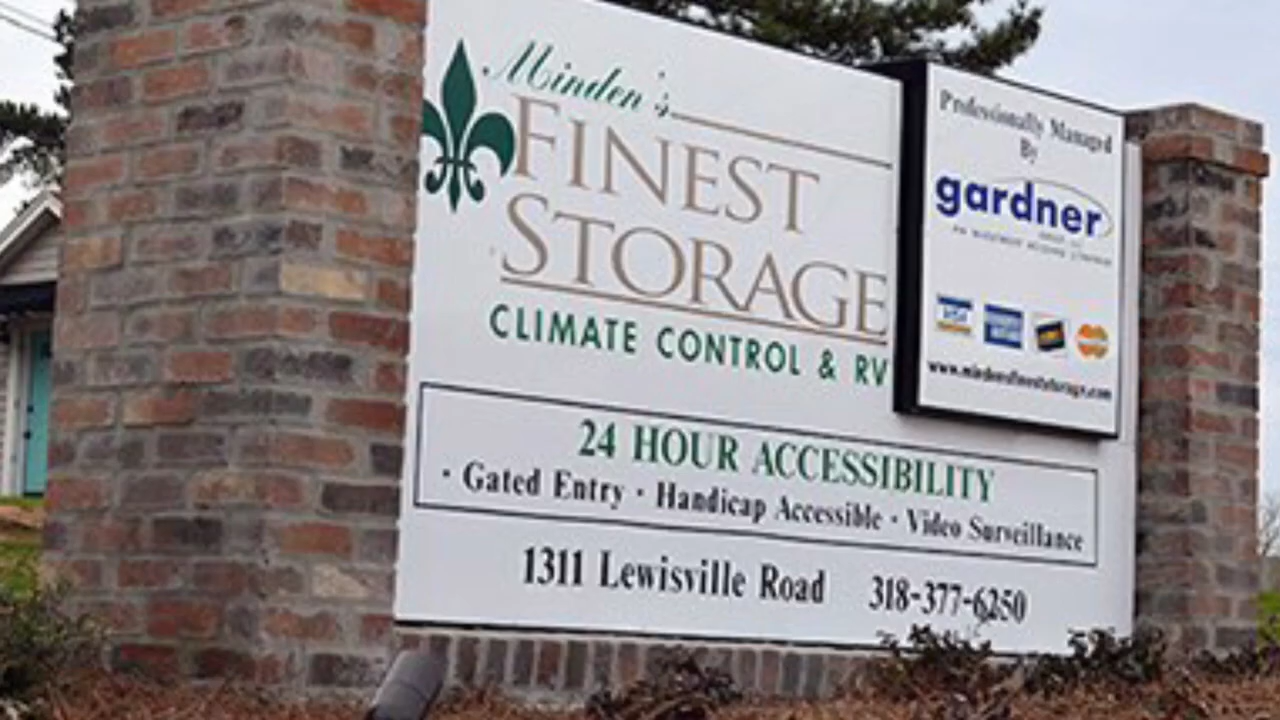 Minden's
FINEST
STORAGE
CLIMATE CONTROL & RV
24 HOUR ACCESSIBILITY
· Gated Entry · Handicap Accessible · Video Surveillance
1311 Lewisville Road 318-377-6250
Professionally Managed
By
gardner
VISA
www.mindensfineststorage.com